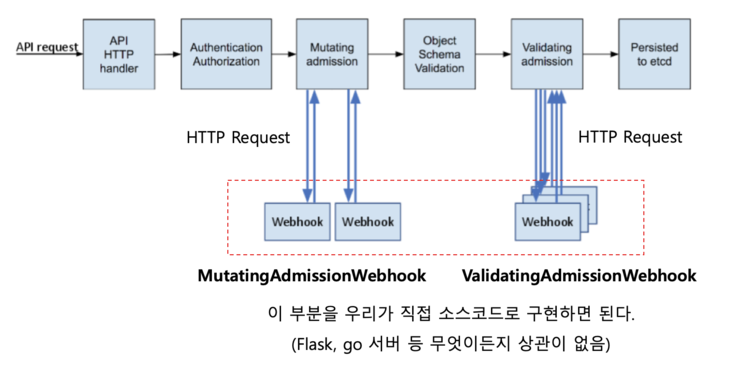 API request
API
HTTP
handler
Authentication
Authorization
Mutating
admission
Object
Schema
Validation
Validating
admission
Persisted
to etcd
HTTP Request
HTTP Request
Webhook
Webhook
Webhook
MutatingAdmissionWebhook
ValidatingAdmissionWebhook
이 부분을 우리가 직접 소스코드로 구현하면 된다.
(Flask, go 서버 등 무엇이든지 상관이 없음)